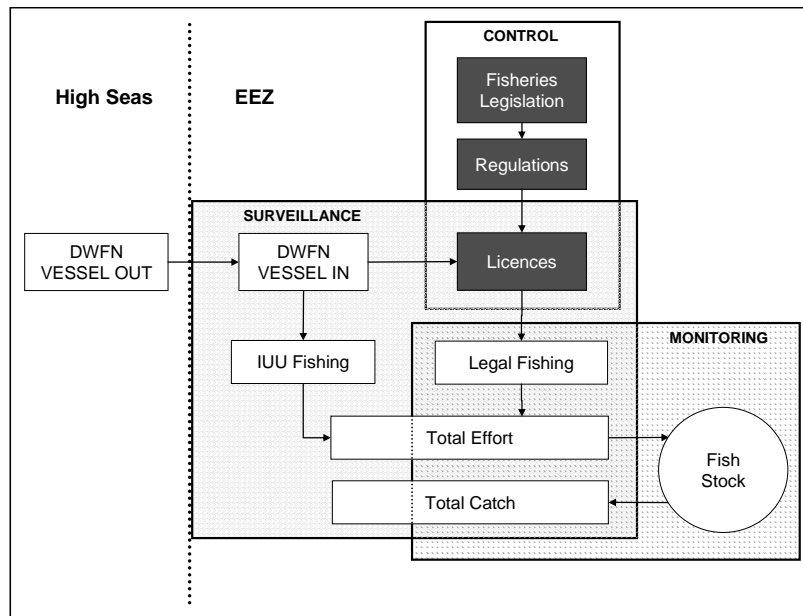 CONTROL
Fisheries
Legislation
High Seas
EEZ
Regulations
SURVEILLANCE
DWFN
VESSEL OUT
DWFN
VESSEL IN
Licences
MONITORING
IUU Fishing
Legal Fishing
Total Effort
Fish
Stock
Total Catch